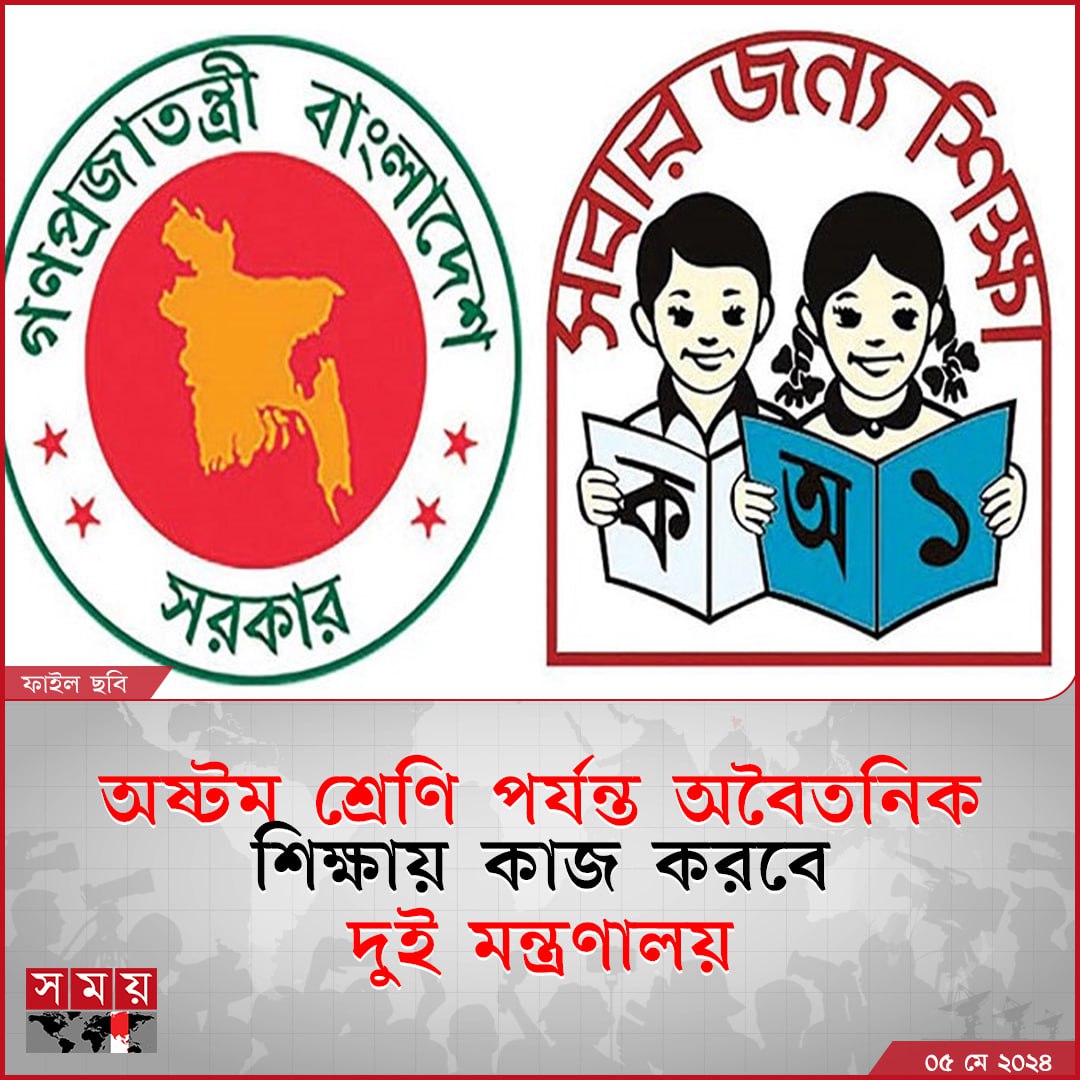 গণপ্রজাতন্ত্রী বাংলাদেশ
সরকার
সবার জন্য শিক্ষা
ক অ ১
ফাইল ছবি
অষ্টম শ্রেণি পর্যন্ত অবৈতনিক
শিক্ষায় কাজ করবে
দুই মন্ত্রণালয়
সময়
০৫ মে ২০২৪